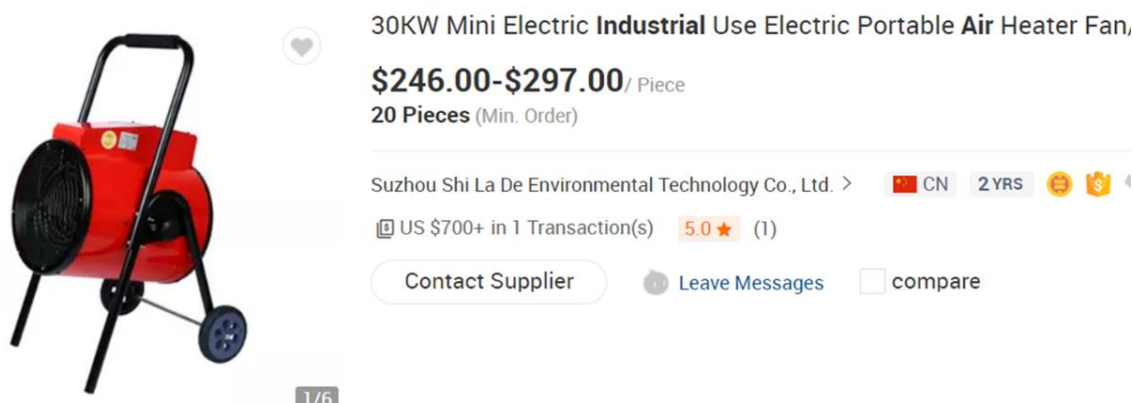 30KW Mini Electric Industrial Use Electric Portable Air Heater Fan/
$246.00-$297.00/ Piece
20 Pieces (Min. Order)
Suzhou Shi La De Environmental Technology Co., Ltd. >
CN 2 YRS
US $700+ in 1 Transaction(s) 5.0 (1)
Contact Supplier Leave Messages compare
1/6